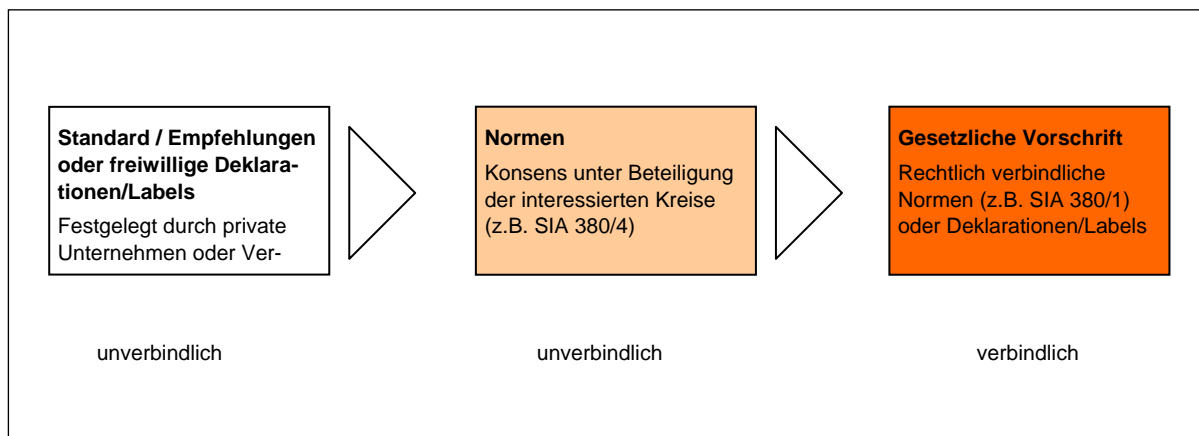 Standard / Empfehlungen
oder freiwillige Deklara-
tionen/Labels
Festgelegt durch private
Unternehmen oder Ver-
Normen
Konsens unter Beteiligung
der interessierten Kreise
(z.B. SIA 380/4)
Gesetzliche Vorschrift
Rechtlich verbindliche
Normen (z.B. SIA 380/1)
oder Deklarationen/Labels
unverbindlich
unverbindlich
verbindlich